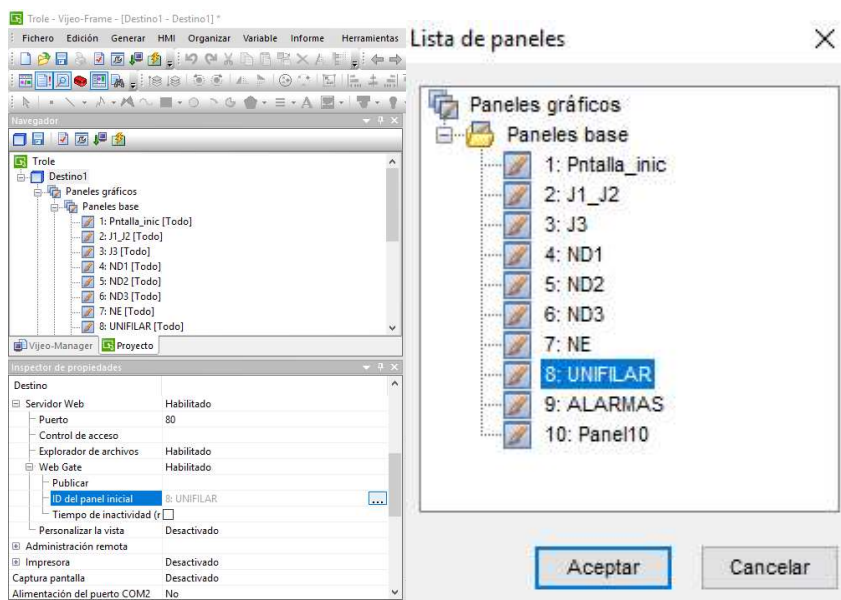 Trole - Vijeo-Frame - [Destino1 - Destino1] *
Fichero Edición Generar HMI Organizar Variable Informe Herramientas
Navegador
Trole
Destino1
Paneles gráficos
Paneles base
1: Pntalla_inic [Todo]
2: J1_J2 [Todo]
3: J3 [Todo]
4: ND1 [Todo]
5: ND2 [Todo]
6: ND3 [Todo]
7: NE [Todo]
8: UNIFILAR [Todo]
Vijeo-Manager Proyecto
Inspector de propiedades
Destino
Servidor Web Habilitado
Puerto 80
Control de acceso
Explorador de archivos Habilitado
Web Gate Habilitado
Publicar
ID del panel inicial 8: UNIFILAR ...
Tiempo de inactividad (r
Personalizar la vista Desactivado
Administración remota
Impresora Desactivado
Captura pantalla Desactivado
Alimentación del puerto COM2 No
Lista de paneles
Paneles gráficos
Paneles base
1: Pntalla_inic
2: J1_J2
3: J3
4: ND1
5: ND2
6: ND3
7: NE
8: UNIFILAR
9: ALARMAS
10: Panel10
Aceptar Cancelar